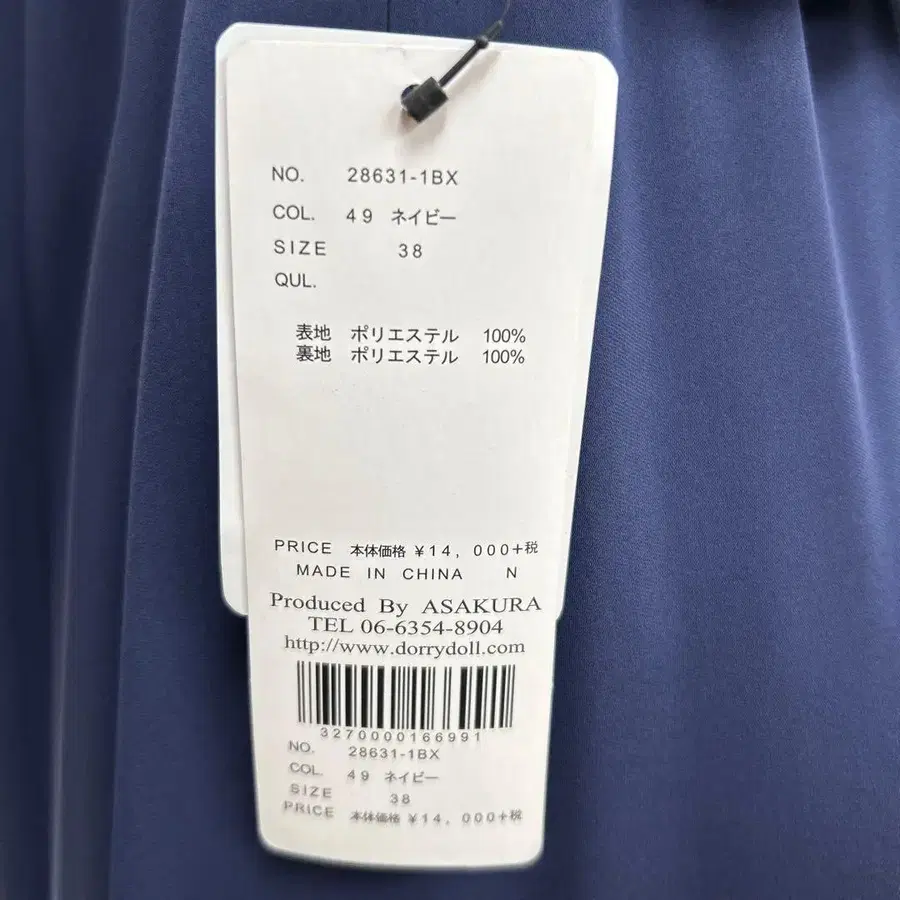 NO. 28631-1BX
COL. 49 ネイビー
SIZE 38
QUL.
表地 ポリエステル 100%
裏地 ポリエステル 100%
PRICE 本体価格 ¥14,000+税
MADE IN CHINA N
Produced By ASAKURA
TEL 06-6354-8904
http://www.dorrydoll.com
3270000166991
NO. 28631-1BX
COL. 49 ネイビー
SIZE 38
PRICE 本体価格 ¥14,000+税